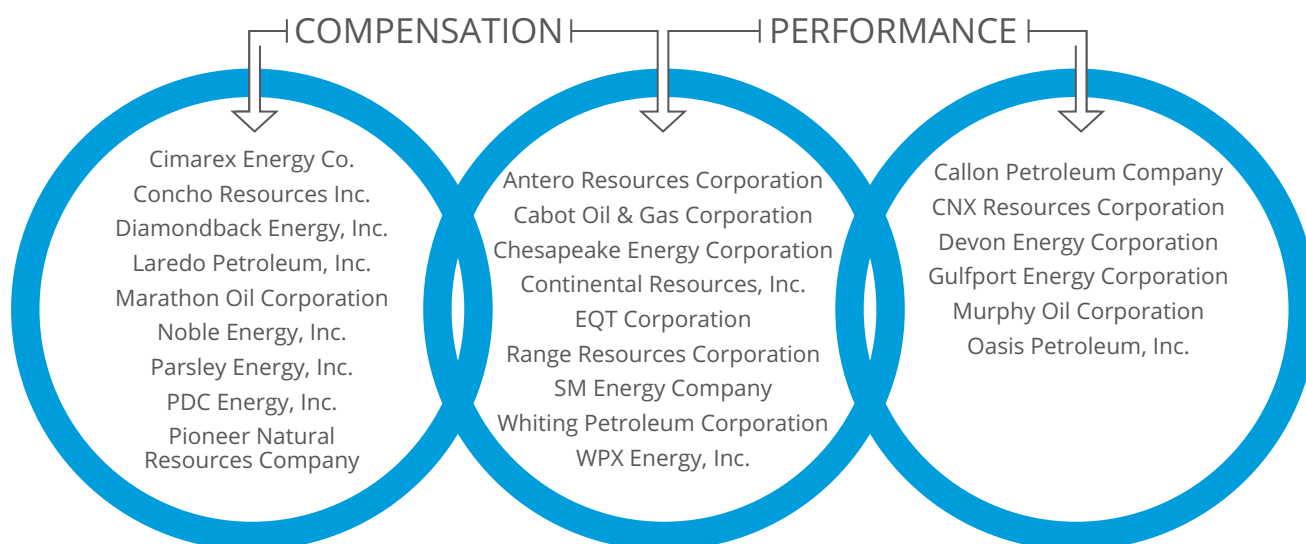 COMPENSATION
PERFORMANCE
Cimarex Energy Co.
Concho Resources Inc.
Diamondback Energy, Inc.
Laredo Petroleum, Inc.
Marathon Oil Corporation
Noble Energy, Inc.
Parsley Energy, Inc.
PDC Energy, Inc.
Pioneer Natural
Resources Company
Antero Resources Corporation
Cabot Oil & Gas Corporation
Chesapeake Energy Corporation
Continental Resources, Inc.
EQT Corporation
Range Resources Corporation
SM Energy Company
Whiting Petroleum Corporation
WPX Energy, Inc.
Callon Petroleum Company
CNX Resources Corporation
Devon Energy Corporation
Gulfport Energy Corporation
Murphy Oil Corporation
Oasis Petroleum, Inc.